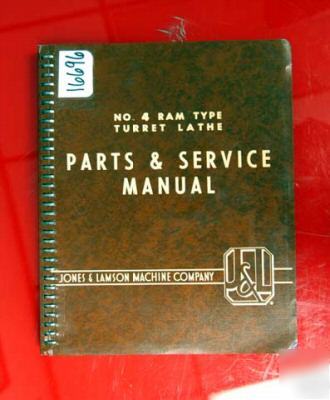 16696
NO. 4 RAM TYPE
TURRET LATHE
PARTS & SERVICE
MANUAL
JONES & LAMSON MACHINE COMPANY
J&L